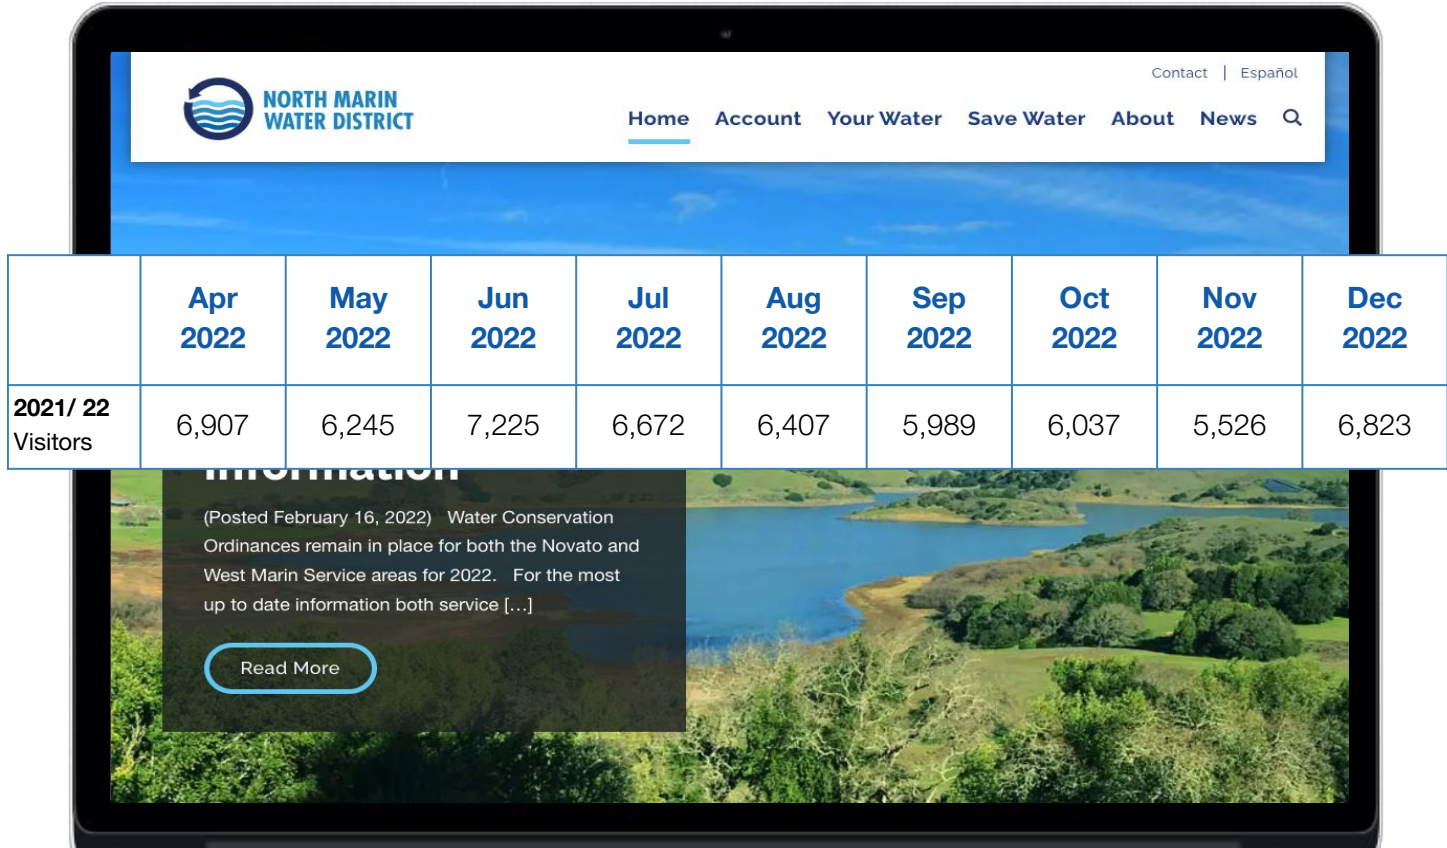 Contact | Español
NORTH MARIN
WATER DISTRICT
Home Account Your Water Save Water About News
Apr 2022 May 2022 Jun 2022 Jul 2022 Aug 2022 Sep 2022 Oct 2022 Nov 2022 Dec 2022
2021/ 22
Visitors 6,907 6,245 7,225 6,672 6,407 5,989 6,037 5,526 6,823
Information
(Posted February 16, 2022) Water Conservation
Ordinances remain in place for both the Novato and
West Marin Service areas for 2022. For the most
up to date information both service […]
Read More